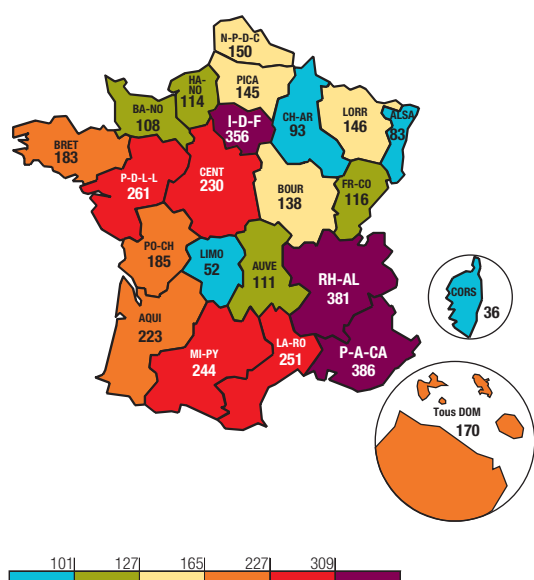 N-P-D-C
150
PICA
145
HA-
NO
114
BA-NO
108
I-D-F
356
CH-AR
93
LORR
146
ALSA
83
BRET
183
P-D-L-L
261
CENT
230
BOUR
138
FR-CO
116
PO-CH
185
LIMO
52
AUVE
111
RH-AL
381
CORS
36
AQUI
223
MI-PY
244
LA-RO
251
P-A-CA
386
Tous DOM
170
101 127 165 227 309